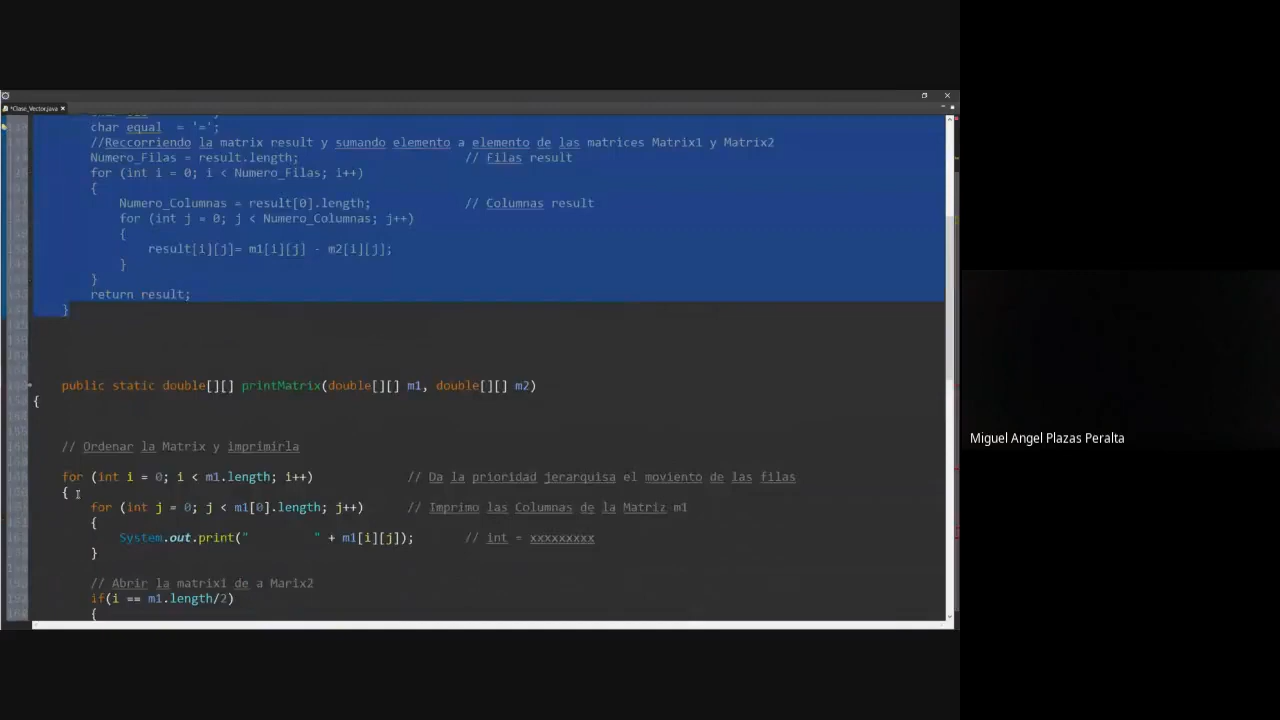 *Clase_Vector.java
char equal = '=';
//Reccorriendo la matrix result y sumando elemento a elemento de las matrices Matrix1 y Matrix2
Numero_Filas = result.length; // Filas result
for (int i = 0; i < Numero_Filas; i++)
{
Numero_Columnas = result[0].length; // Columnas result
for (int j = 0; j < Numero_Columnas; j++)
{
result[i][j]= m1[i][j] - m2[i][j];
}
}
return result;
}
public static double[][] printMatrix(double[][] m1, double[][] m2)
{
// Ordenar la Matrix y imprimirla
for (int i = 0; i < m1.length; i++) // Da la prioridad jerarquisa el moviento de las filas
{
for (int j = 0; j < m1[0].length; j++) // Imprimo las Columnas de la Matriz m1
{
System.out.print("        " + m1[i][j]); // int = xxxxxxxxx
}
// Abrir la matrix1 de a Mar1x2
if(i == m1.length/2)
{
Miguel Angel Plazas Peralta